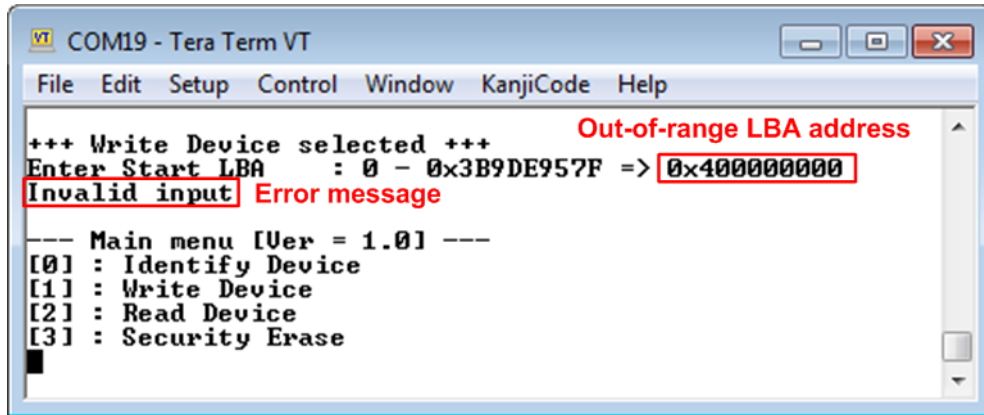 VT COM19 - Tera Term VT
File Edit Setup Control Window KanjiCode Help
+++ Write Device selected +++
Out-of-range LBA address
Enter Start LBA : 0 - 0x3B9DE957F => 0x400000000
Invalid input Error message
--- Main menu [Ver = 1.0] ---
[0] : Identify Device
[1] : Write Device
[2] : Read Device
[3] : Security Erase